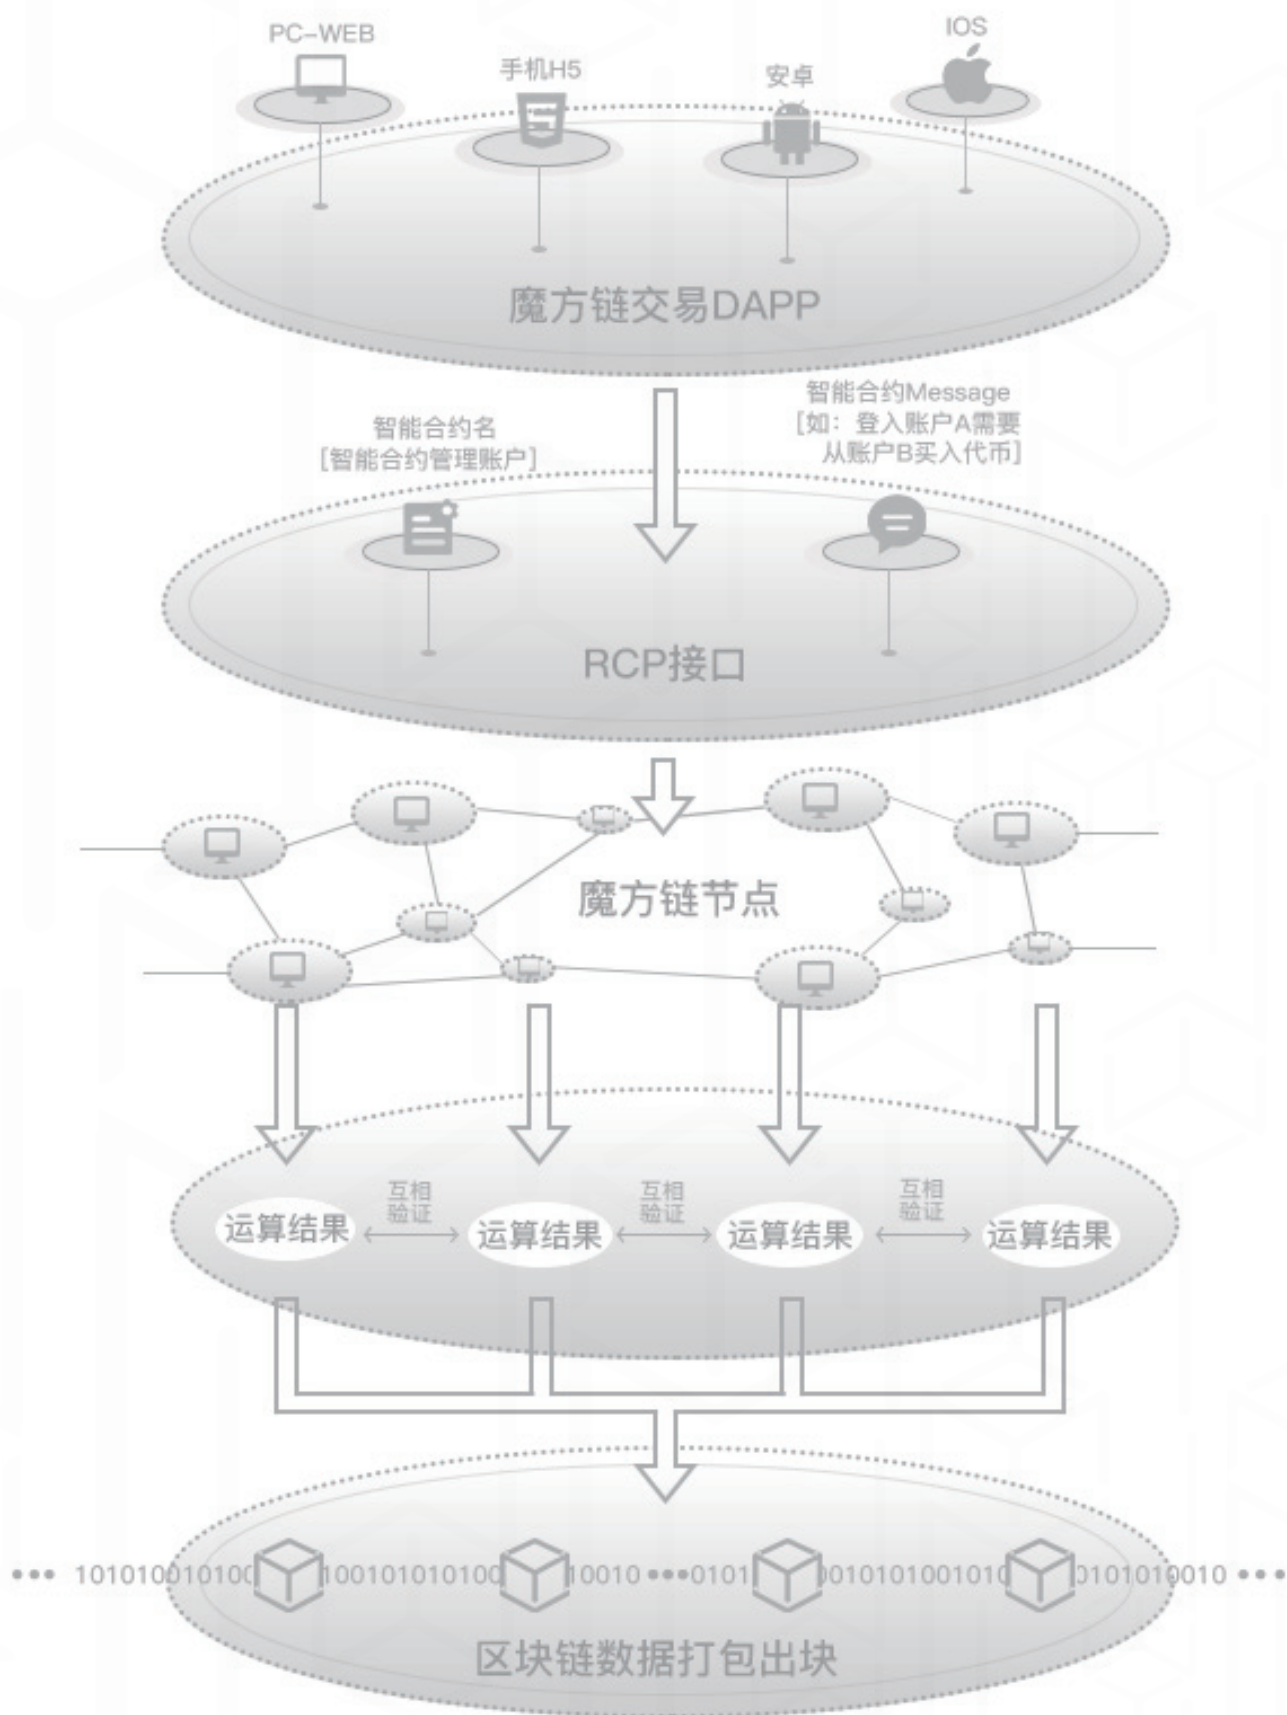 PC-WEB
IOS
手机H5
安卓
魔方链交易DAPP
智能合约名
[智能合约管理账户]
智能合约Message
[如：登入账户A需要
从账户B买入代币]
RCP接口
魔方链节点
互相
验证
互相
验证
互相
验证
运算结果
运算结果
运算结果
运算结果
••• 101010010100
100101010100
10010 •••0101
001010100101
0101010010 •••
区块链数据打包出块